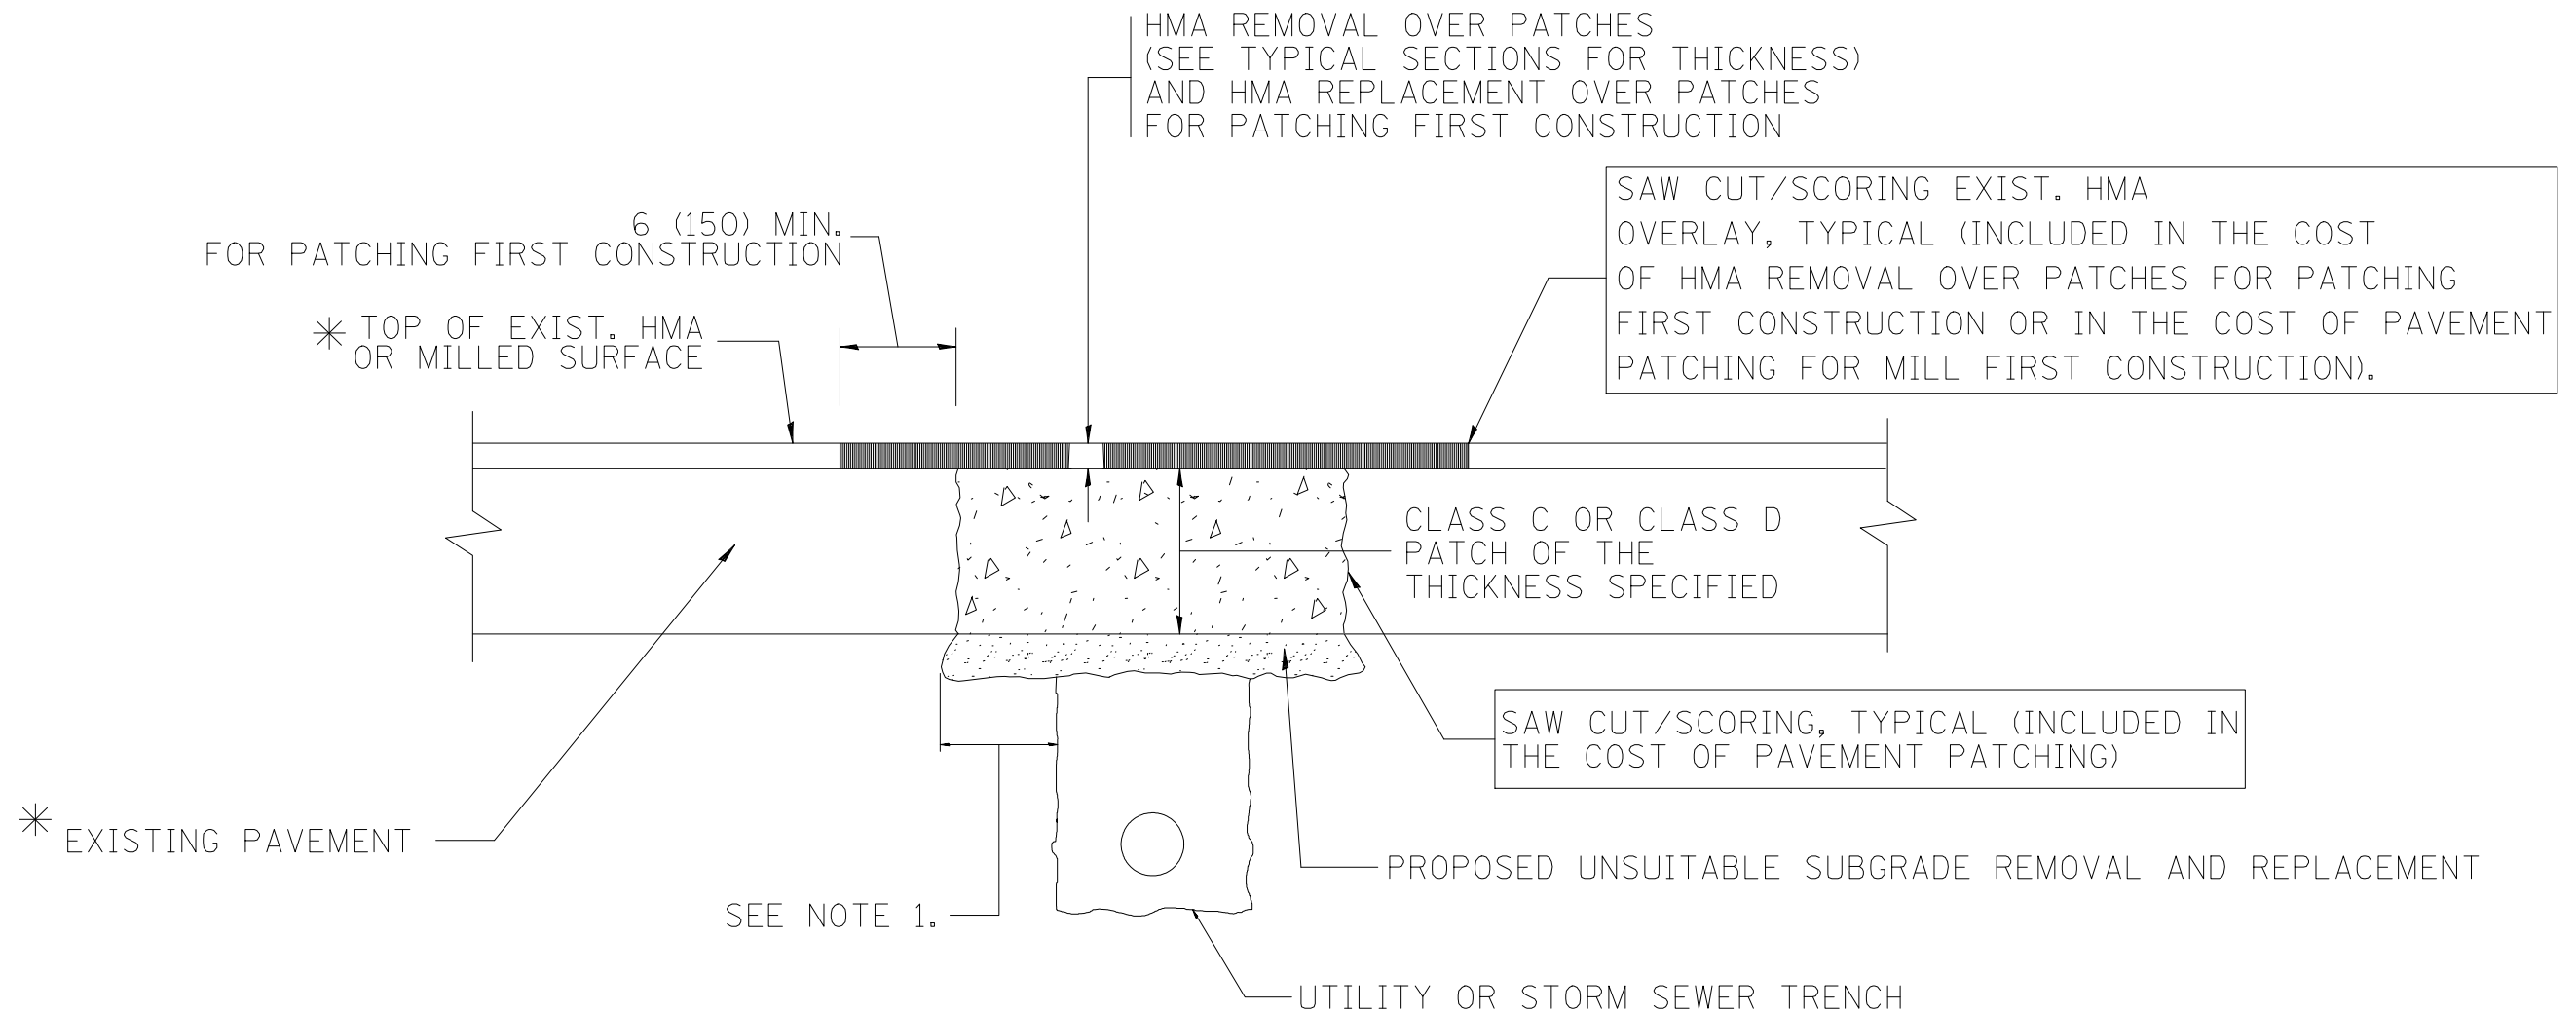 HMA REMOVAL OVER PATCHES
(SEE TYPICAL SECTIONS FOR THICKNESS)
AND HMA REPLACEMENT OVER PATCHES
FOR PATCHING FIRST CONSTRUCTION
SAW CUT/SCORING EXIST. HMA
OVERLAY, TYPICAL (INCLUDED IN THE COST
OF HMA REMOVAL OVER PATCHES FOR PATCHING
FIRST CONSTRUCTION OR IN THE COST OF PAVEMENT
PATCHING FOR MILL FIRST CONSTRUCTION).
6 (150) MIN.
FOR PATCHING FIRST CONSTRUCTION
* TOP OF EXIST. HMA
OR MILLED SURFACE
CLASS C OR CLASS D
PATCH OF THE
THICKNESS SPECIFIED
SAW CUT/SCORING, TYPICAL (INCLUDED IN
THE COST OF PAVEMENT PATCHING)
* EXISTING PAVEMENT
PROPOSED UNSUITABLE SUBGRADE REMOVAL AND REPLACEMENT
SEE NOTE 1.
UTILITY OR STORM SEWER TRENCH